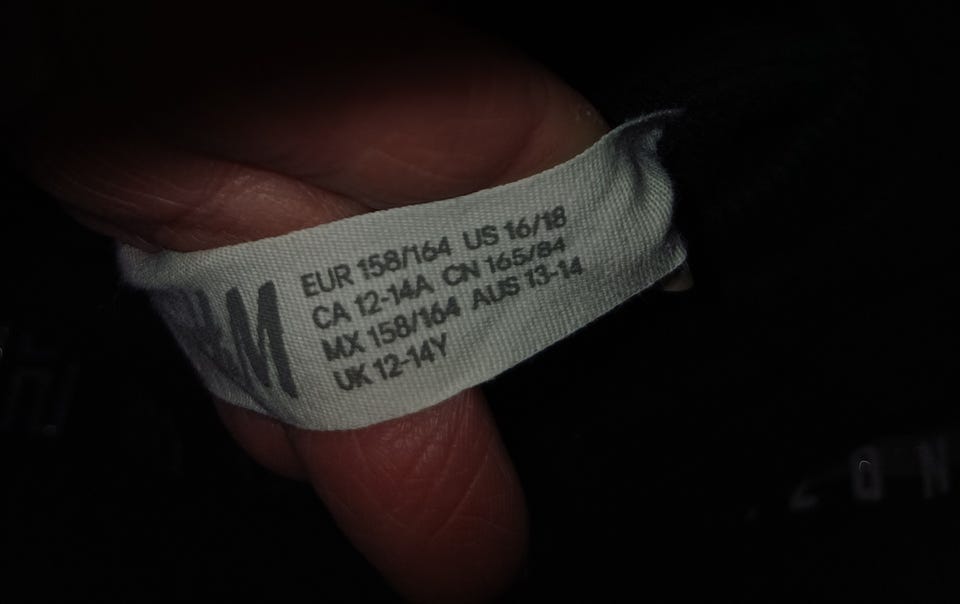 &M
EUR 158/164 US 16/18
CA 12-14A CN 165/84
MX 158/164 AUS 13-14
UK 12-14Y